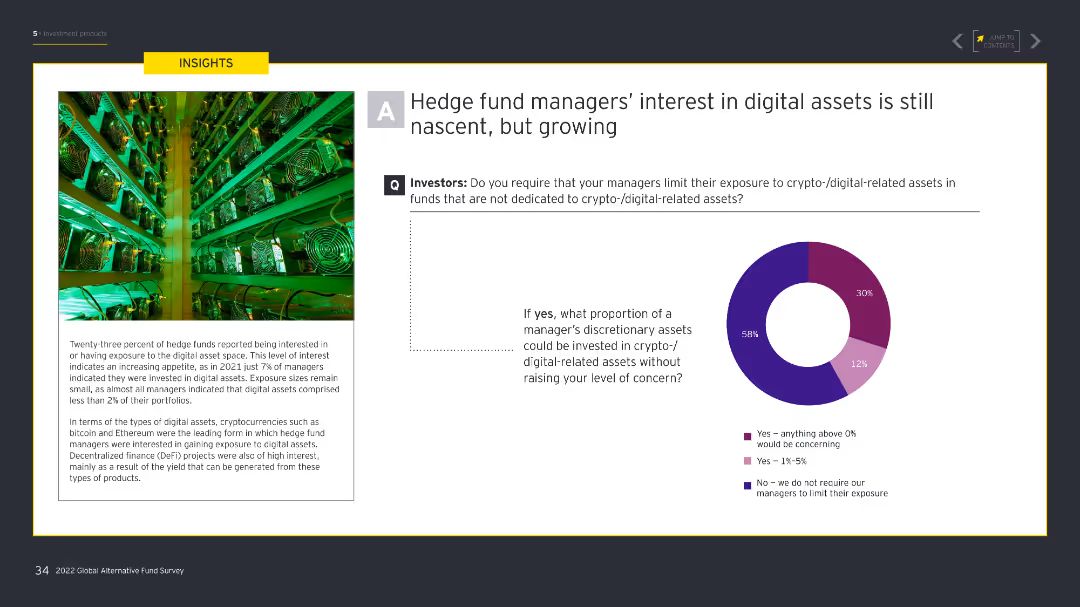 5 Investment products
JUMP TO
CONTENTS
INSIGHTS
A
Hedge fund managers' interest in digital assets is still
nascent, but growing
Q
Investors: Do you require that your managers limit their exposure to crypto-/digital-related assets in
funds that are not dedicated to crypto-/digital-related assets?
If yes, what proportion of a
manager's discretionary assets
could be invested in crypto-/
digital-related assets without
raising your level of concern?
30%
58%
12%
Yes – anything above 0%
would be concerning
Yes – 1%–5%
No – we do not require our
managers to limit their exposure
Twenty-three percent of hedge funds reported being interested in
or having exposure to the digital asset space. This level of interest
indicates an increasing appetite, as in 2021 just 7% of managers
indicated they were invested in digital assets. Exposure sizes remain
small, as almost all managers indicated that digital assets comprised
less than 2% of their portfolios.
In terms of the types of digital assets, cryptocurrencies such as
bitcoin and Ethereum were the leading form in which hedge fund
managers were interested in gaining exposure to digital assets.
Decentralized finance (DeFi) projects were also of high interest,
mainly as a result of the yield that can be generated from these
types of products.
34 2022 Global Alternative Fund Survey